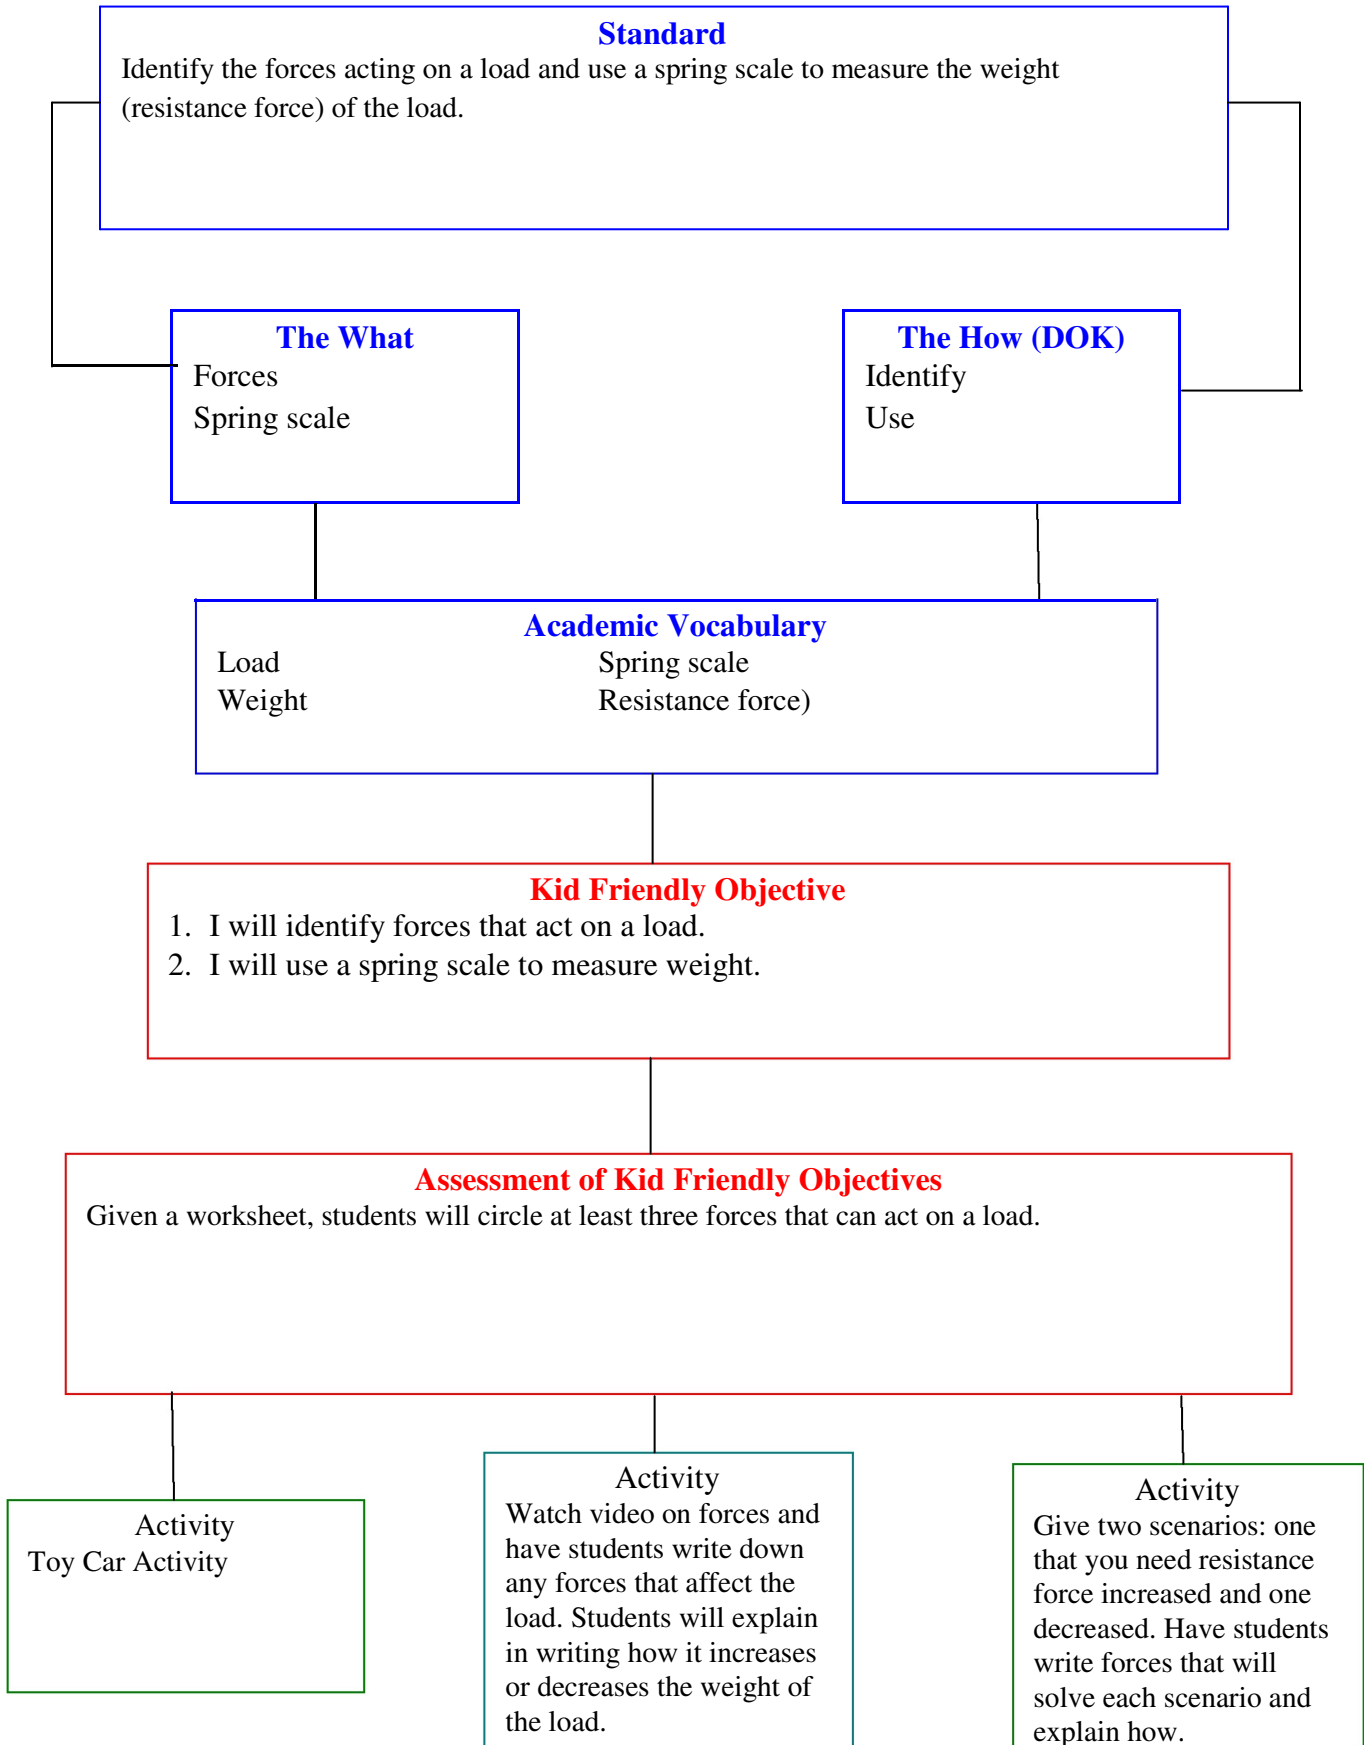 Standard
Identify the forces acting on a load and use a spring scale to measure the weight
(resistance force) of the load.
The What
Forces
Spring scale
The How (DOK)
Identify
Use
Academic Vocabulary
Load Spring scale
Weight Resistance force)
Kid Friendly Objective
1. I will identify forces that act on a load.
2. I will use a spring scale to measure weight.
Assessment of Kid Friendly Objectives
Given a worksheet, students will circle at least three forces that can act on a load.
Activity
Toy Car Activity
Activity
Watch video on forces and
have students write down
any forces that affect the
load. Students will explain
in writing how it increases
or decreases the weight of
the load.
Activity
Give two scenarios: one
that you need resistance
force increased and one
decreased. Have students
write forces that will
solve each scenario and
explain how.